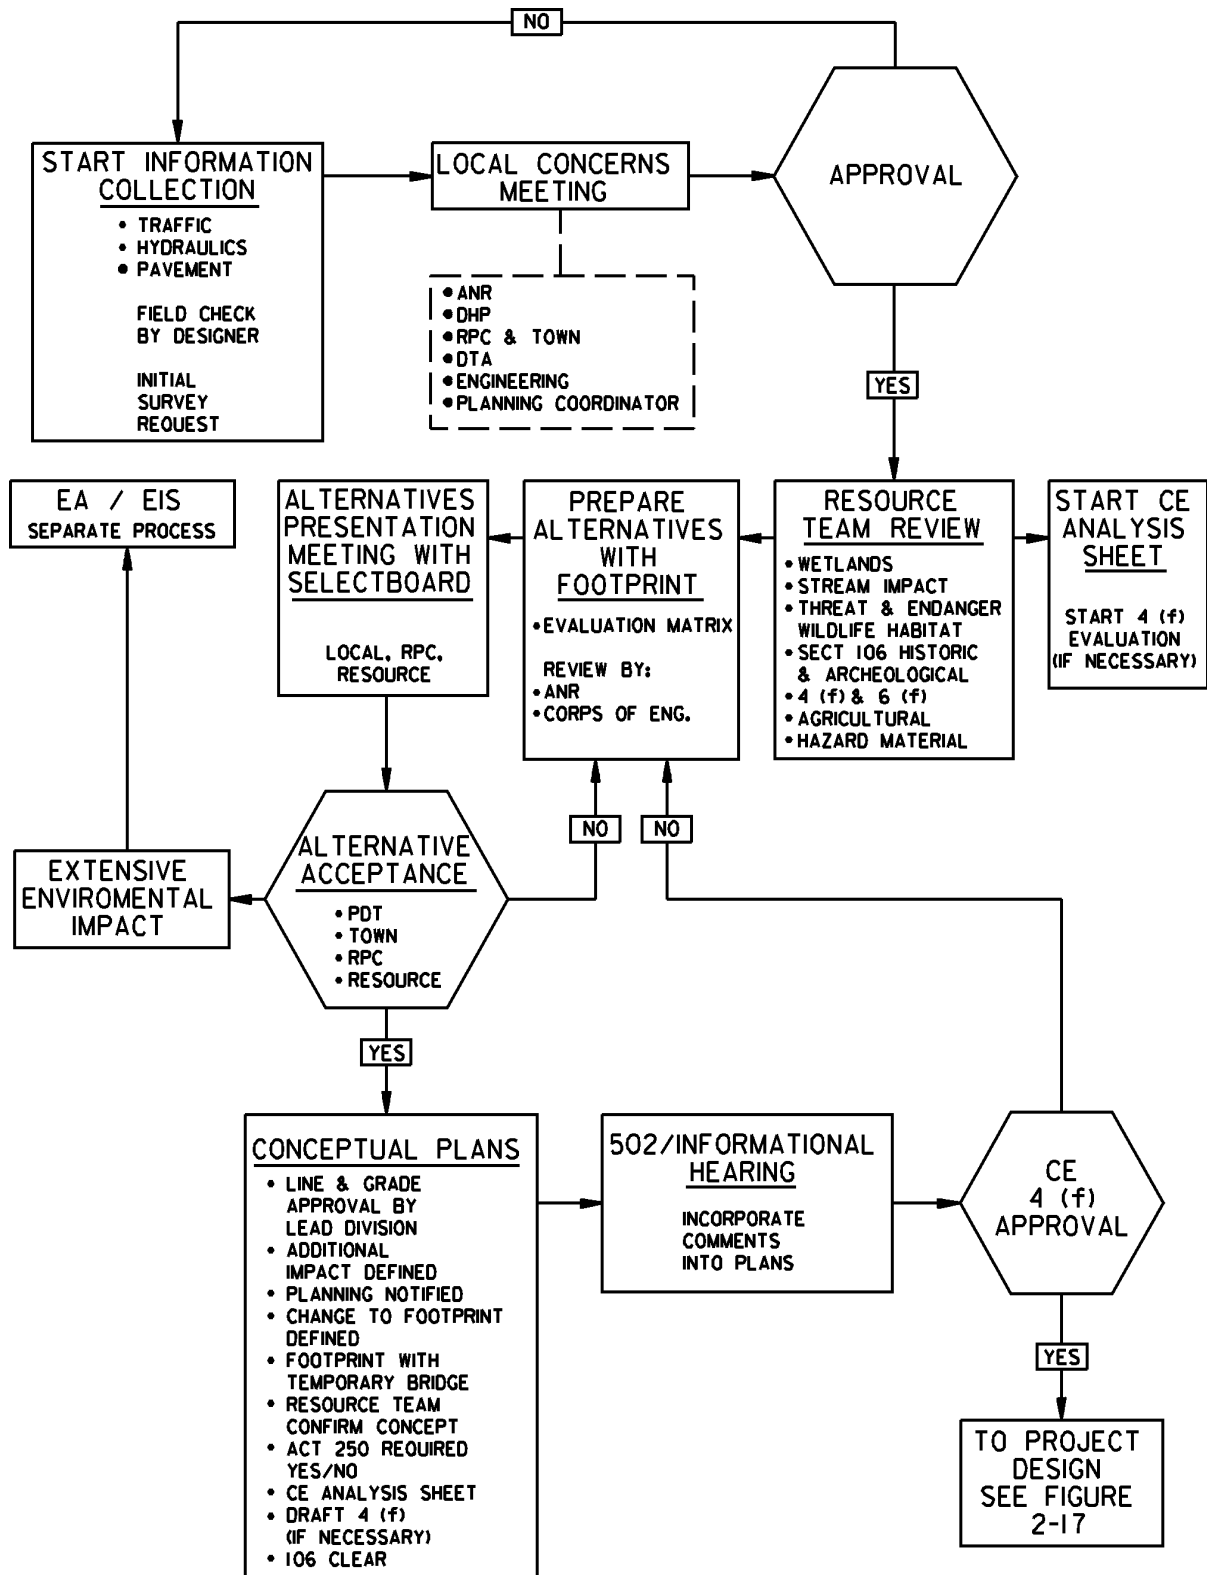 NO
START INFORMATION
COLLECTION
• TRAFFIC
• HYDRAULICS
• PAVEMENT
FIELD CHECK
BY DESIGNER
INITIAL
SURVEY
REQUEST
LOCAL CONCERNS
MEETING
• ANR
• DHP
• RPC & TOWN
• DTA
• ENGINEERING
• PLANNING COORDINATOR
APPROVAL
YES
EA / EIS
SEPARATE PROCESS
ALTERNATIVES
PRESENTATION
MEETING WITH
SELECTBOARD
LOCAL, RPC,
RESOURCE
PREPARE
ALTERNATIVES
WITH
FOOTPRINT
• EVALUATION MATRIX
REVIEW BY:
• ANR
• CORPS OF ENG.
RESOURCE
TEAM REVIEW
• WETLANDS
• STREAM IMPACT
• THREAT & ENDANGER
WILDLIFE HABITAT
• SECT 106 HISTORIC
& ARCHEOLOGICAL
• 4 (f) & 6 (f)
• AGRICULTURAL
• HAZARD MATERIAL
START CE
ANALYSIS
SHEET
START 4 (f)
EVALUATION
(IF NECESSARY)
EXTENSIVE
ENVIROMENTAL
IMPACT
ALTERNATIVE
ACCEPTANCE
• PDT
• TOWN
• RPC
• RESOURCE
NO
NO
YES
CONCEPTUAL PLANS
• LINE & GRADE
APPROVAL BY
LEAD DIVISION
• ADDITIONAL
IMPACT DEFINED
• PLANNING NOTIFIED
• CHANGE TO FOOTPRINT
DEFINED
• FOOTPRINT WITH
TEMPORARY BRIDGE
• RESOURCE TEAM
CONFIRM CONCEPT
• ACT 250 REQUIRED
YES/NO
• CE ANALYSIS SHEET
• DRAFT 4 (f)
(IF NECESSARY)
• 106 CLEAR
502/INFORMATIONAL
HEARING
INCORPORATE
COMMENTS
INTO PLANS
CE
4 (f)
APPROVAL
YES
TO PROJECT
DESIGN
SEE FIGURE
2-17